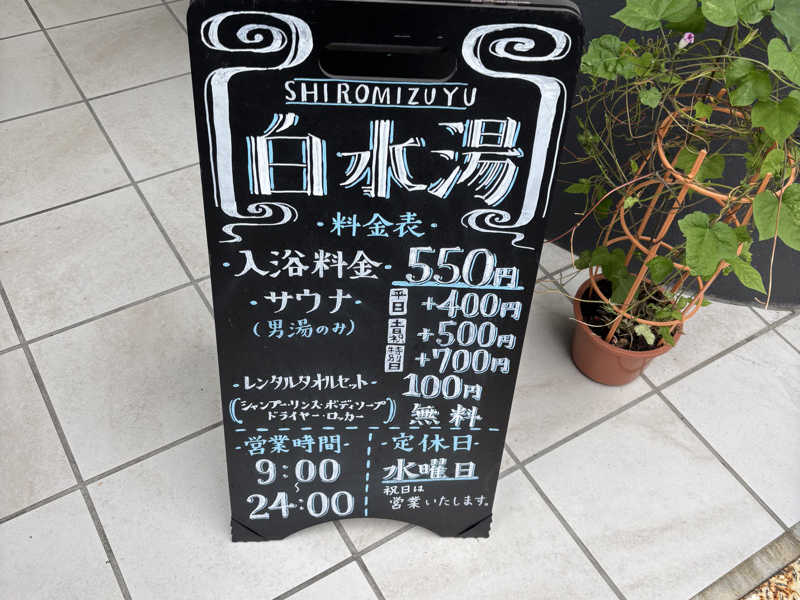 SHIROMIZUYU
白水湯
・料金表・
・入浴料金・ 550円
・サウナ・ 平日 +400円
(男湯のみ) 土日祝 +500円
特別日 +700円
・レンタルタオルセット・ 100円
(シャンプー・リンス・ボディソープ
ドライヤー・ロッカー) 無料
・営業時間・
9:00
~
24:00
・定休日・
水曜日
祝日は
営業いたします。